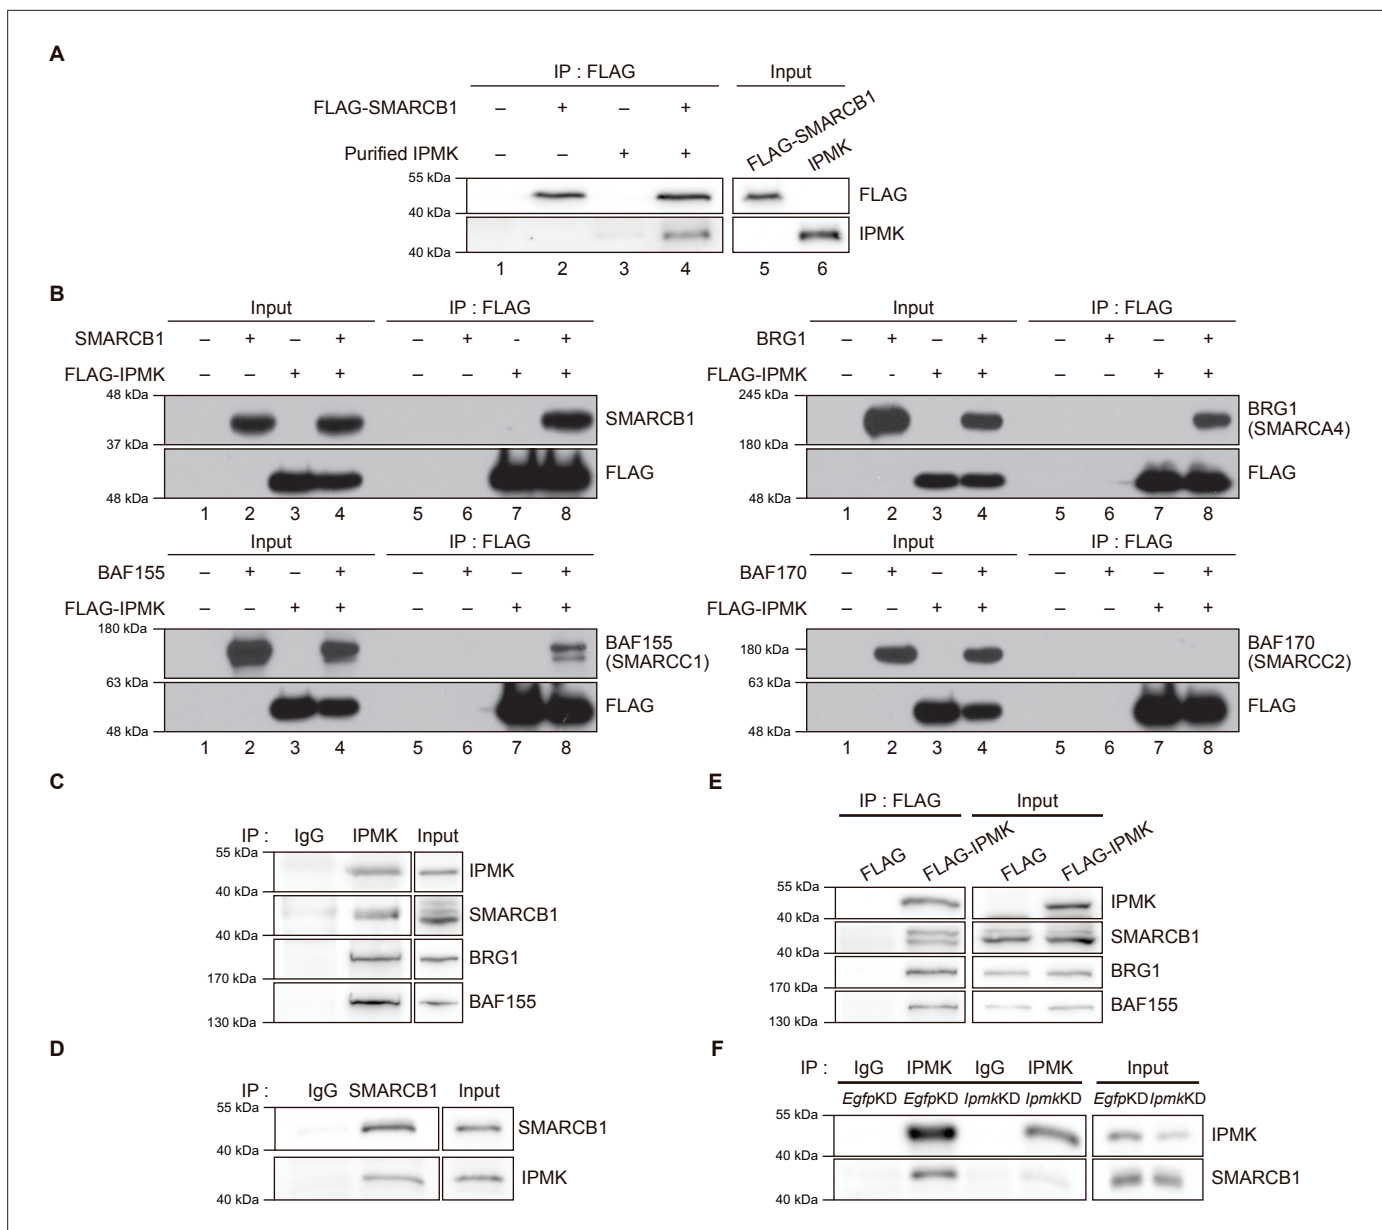 A
IP : FLAG Input
FLAG-SMARCB1 – + – + FLAG-SMARCB1 IPMK
Purified IPMK – – + +
55 kDa
FLAG
40 kDa
IPMK
40 kDa
1 2 3 4 5 6
B
Input IP : FLAG
SMARCB1 – + – + – + - +
FLAG-IPMK – – + + – – + +
48 kDa
SMARCB1
37 kDa
FLAG
48 kDa
1 2 3 4 5 6 7 8
Input IP : FLAG
BRG1 – + – + – + – +
FLAG-IPMK – - + + – – + +
245 kDa
BRG1
(SMARCA4)
180 kDa
FLAG
48 kDa
1 2 3 4 5 6 7 8
Input IP : FLAG
BAF155 – + – + – + – +
FLAG-IPMK – – + + – – + +
180 kDa
BAF155
(SMARCC1)
63 kDa
FLAG
48 kDa
1 2 3 4 5 6 7 8
Input IP : FLAG
BAF170 – + – + – + – +
FLAG-IPMK – – + + – – + +
180 kDa
BAF170
(SMARCC2)
63 kDa
FLAG
48 kDa
1 2 3 4 5 6 7 8
C
IP : IgG IPMK Input
55 kDa
IPMK
40 kDa
SMARCB1
40 kDa
BRG1
170 kDa
BAF155
130 kDa
D
IP : IgG SMARCB1 Input
55 kDa
SMARCB1
40 kDa
IPMK
40 kDa
E
IP : FLAG Input
FLAG FLAG-IPMK FLAG FLAG-IPMK
55 kDa
IPMK
40 kDa
SMARCB1
40 kDa
BRG1
170 kDa
BAF155
130 kDa
F
IP : IgG IPMK IgG IPMK Input
EgfpKD EgfpKD IpmkKD IpmkKD EgfpKD IpmkKD
55 kDa
IPMK
40 kDa
SMARCB1
40 kDa